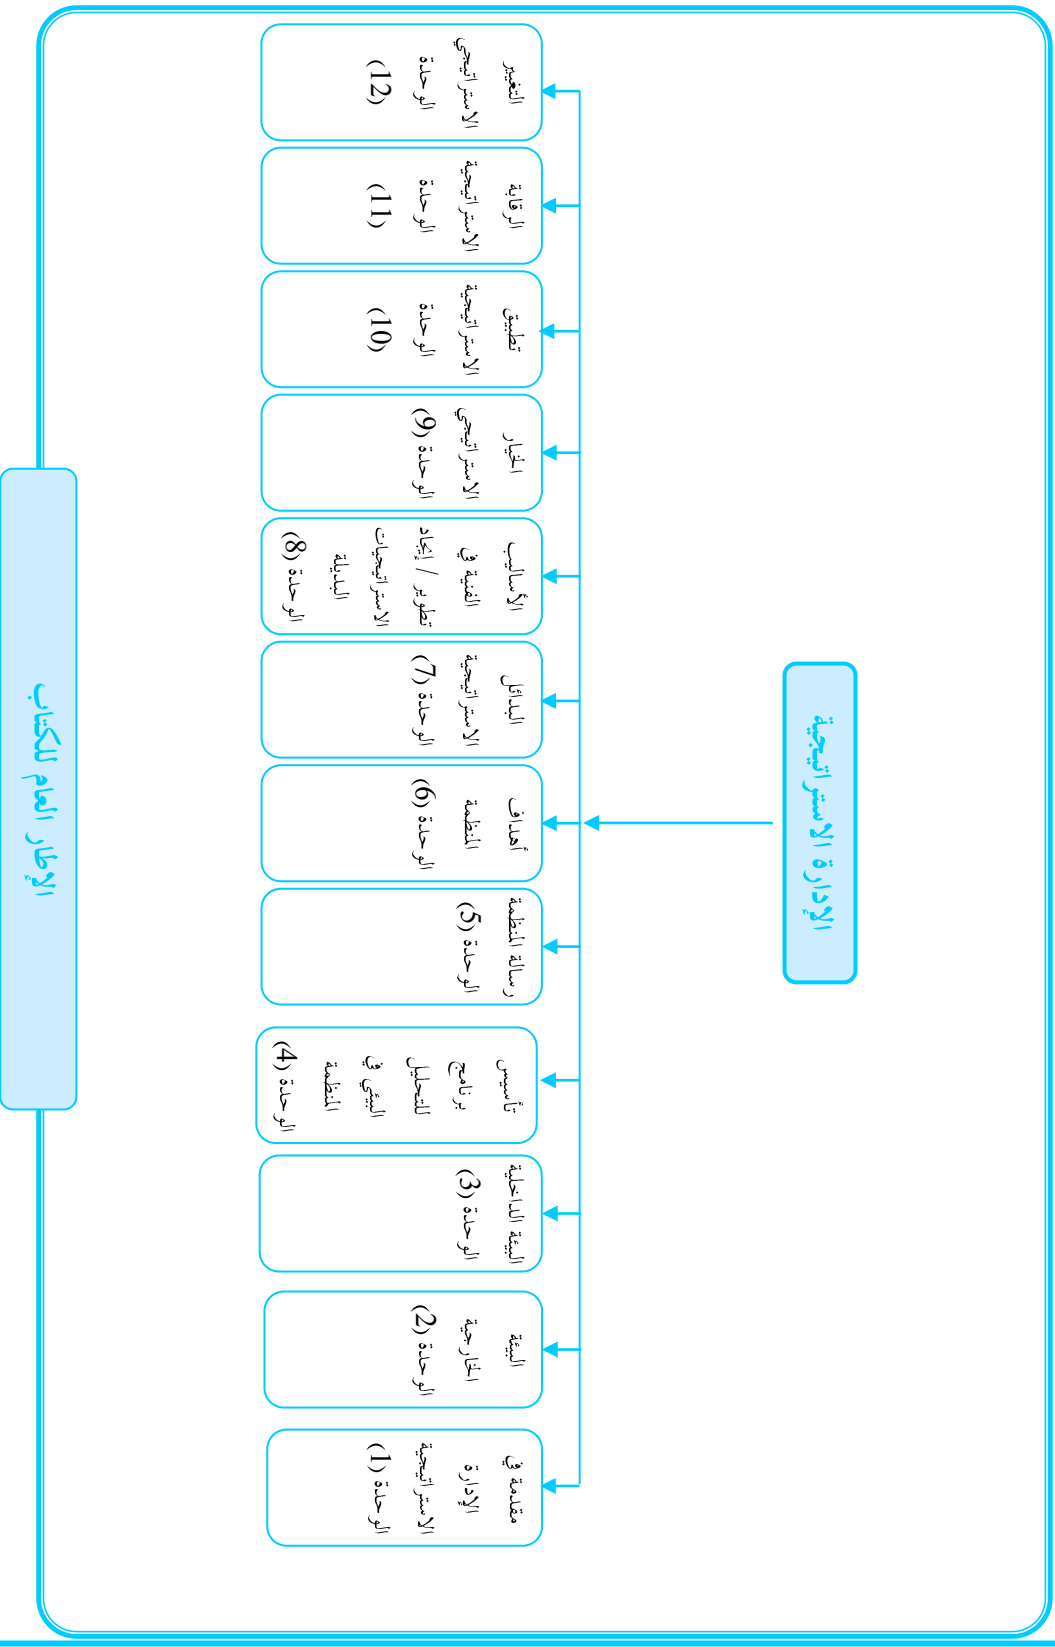 الإدارة الاستراتيجية
مقدمة في
الإدارة
الاستراتيجية
الوحدة (1)
البيئة
الخارجية
الوحدة (2)
البيئة الداخلية
الوحدة (3)
تأسيس
برنامج
للتحليل
البيئي في
المنظمة
الوحدة (4)
رسالة المنظمة
الوحدة (5)
أهداف
المنظمة
الوحدة (6)
البدائل
الاستراتيجية
الوحدة (7)
الأساليب
الفنية في
تطوير / إيجاد
الاستراتيجيات
البديلة
الوحدة (8)
الخيار
الاستراتيجي
الوحدة (9)
تطبيق
الاستراتيجية
الوحدة
(10)
الرقابة
الاستراتيجية
الوحدة
(11)
التغيير
الاستراتيجي
الوحدة
(12)
الإطار العام للكتاب